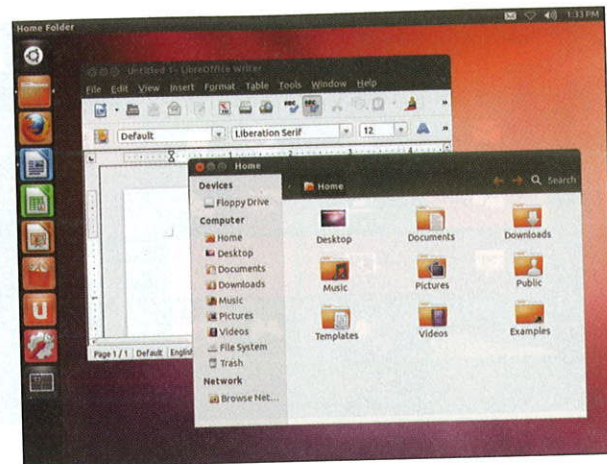 Home Folder
1:33 PM
Untitled 1 - LibreOffice Writer
File Edit View Insert Format Table Tools Window Help
Default
Liberation Serif
12
Home
Devices
Floppy Drive
Computer
Home
Desktop
Documents
Downloads
Music
Pictures
Videos
File System
Trash
Network
Browse Net...
Home
Search
Desktop
Documents
Downloads
Music
Pictures
Public
Templates
Videos
Examples
Page 1 / 1 Default English